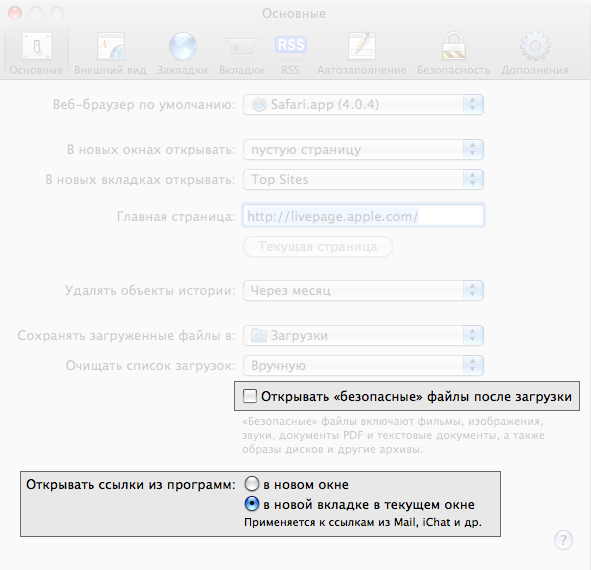 Основные
Основные Внешний вид Закладки Вкладки RSS Автозаполнение Безопасность Дополнения
RSS
Веб-браузер по умолчанию: Safari.app (4.0.4)
В новых окнах открывать: пустую страницу
В новых вкладках открывать: Top Sites
Главная страница: http://livepage.apple.com/
Текущая страница
Удалять объекты истории: Через месяц
Сохранять загруженные файлы в: Загрузки
Очищать список загрузок: Вручную
Открывать «безопасные» файлы после загрузки
«Безопасные» файлы включают фильмы, изображения,
звуки, документы PDF и текстовые документы, а также
образы дисков и другие архивы.
Открывать ссылки из программ: в новом окне
в новой вкладке в текущем окне
Применяется к ссылкам из Mail, iChat и др.
?